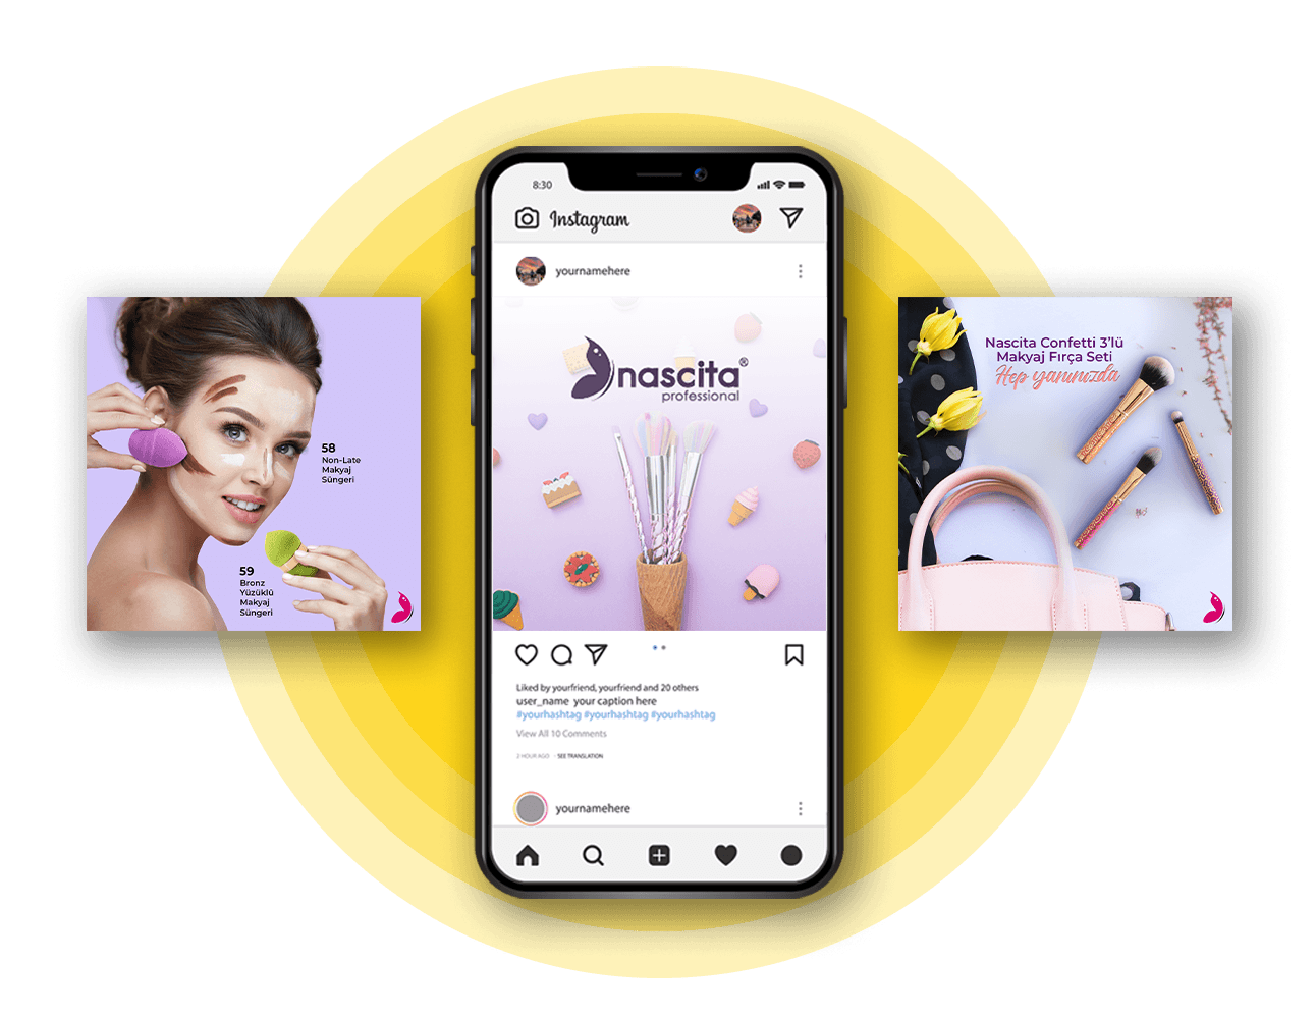 8:30
Instagram
yournamehere
nascita®
professional
Liked by yourfriend, yourfriend and 20 others
user_name your caption here
#yourhashtag #yourhashtag #yourhashtag
View All 10 Comments
2 HOUR AGO · SEE TRANSLATION
yournamehere
58
Non-Late
Makyaj
Süngeri
59
Bronz
Yüzüklü
Makyaj
Süngeri
Nascita Confetti 3'lü
Makyaj Fırça Seti
Hep yanınızda